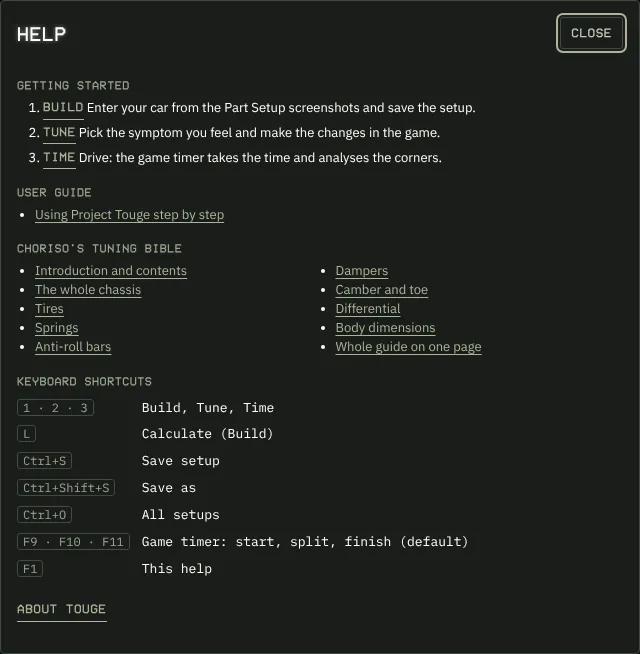 HELP
CLOSE
GETTING STARTED
1. BUILD Enter your car from the Part Setup screenshots and save the setup.
2. TUNE Pick the symptom you feel and make the changes in the game.
3. TIME Drive: the game timer takes the time and analyses the corners.
USER GUIDE
• Using Project Touge step by step
CHORISO'S TUNING BIBLE
• Introduction and contents
• The whole chassis
• Tires
• Springs
• Anti-roll bars
• Dampers
• Camber and toe
• Differential
• Body dimensions
• Whole guide on one page
KEYBOARD SHORTCUTS
1 · 2 · 3 Build, Tune, Time
L Calculate (Build)
Ctrl+S Save setup
Ctrl+Shift+S Save as
Ctrl+O All setups
F9 · F10 · F11 Game timer: start, split, finish (default)
F1 This help
ABOUT TOUGE